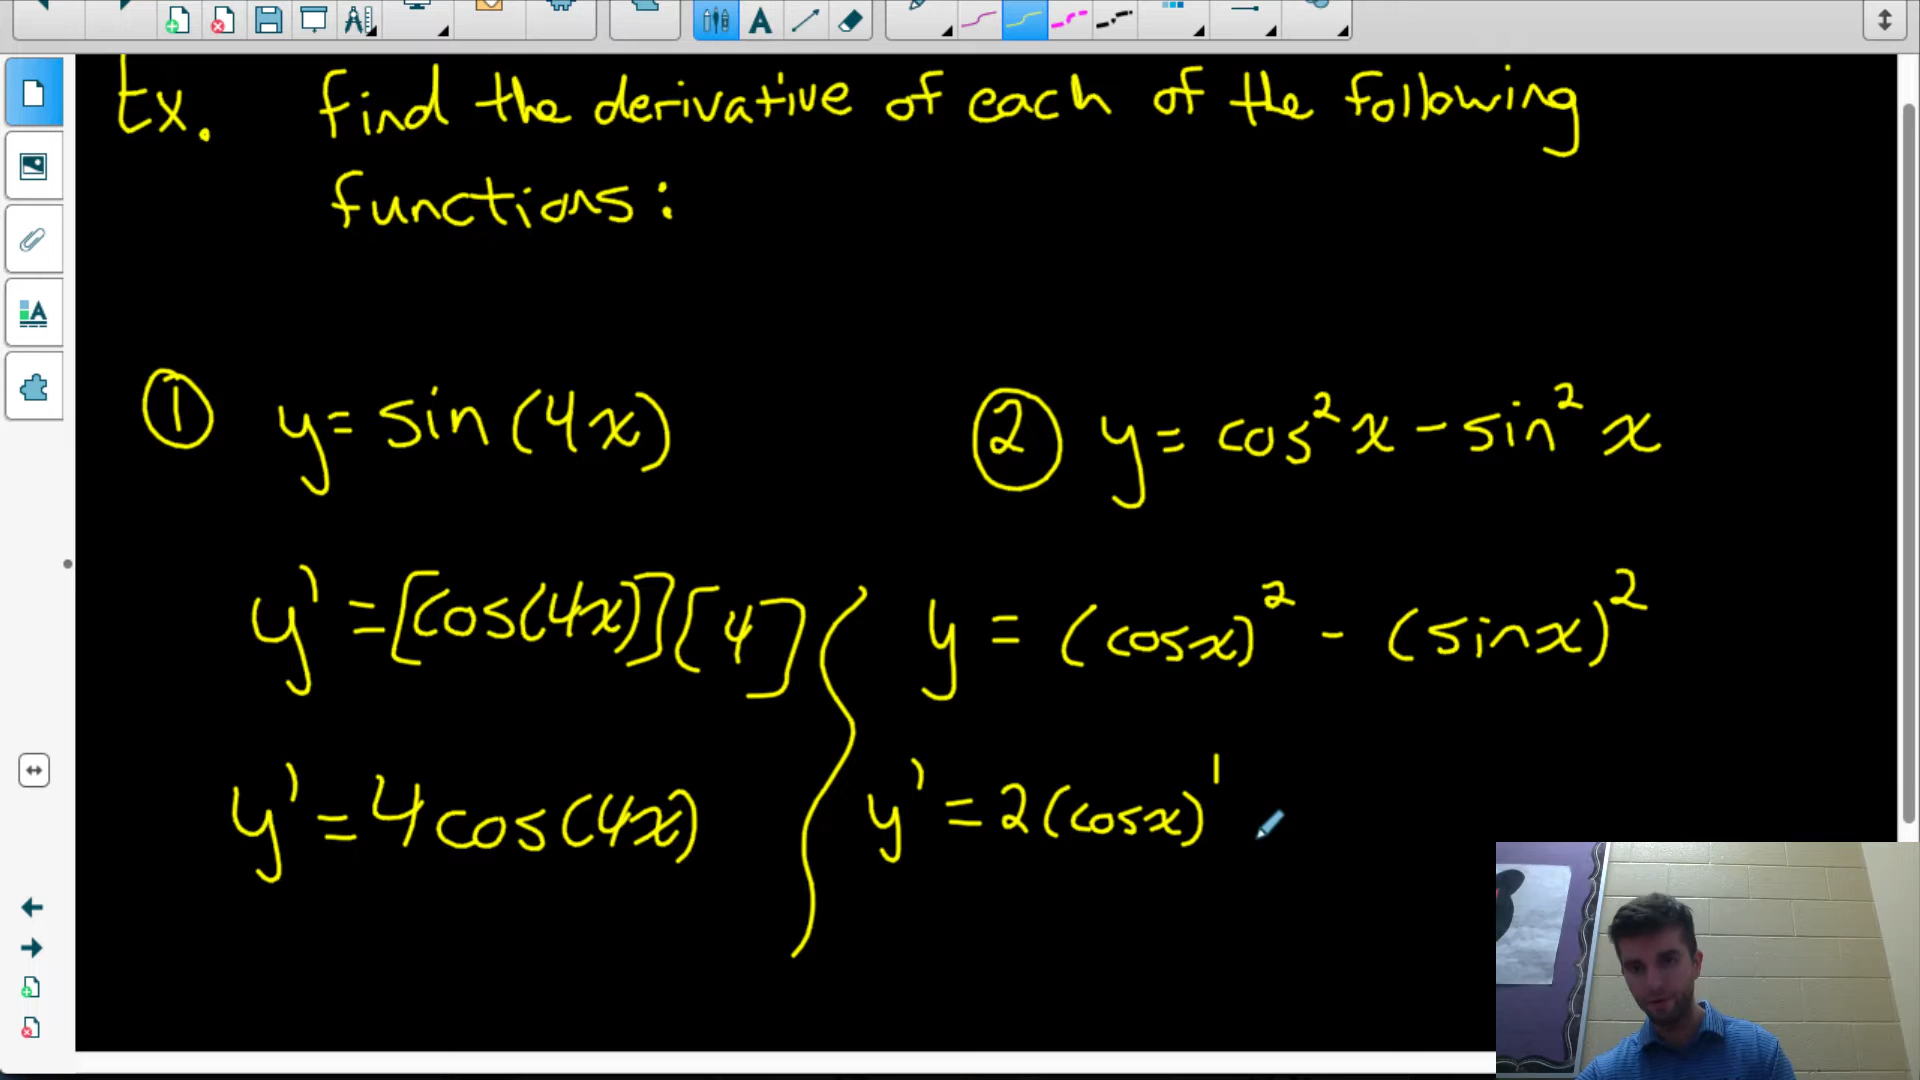 Ex. Find the derivative of each of the following
functions:
① y = sin(4x)
y' = [cos(4x)][4]
y' = 4cos(4x)
② y = cos²x - sin²x
y = (cosx)² - (sinx)²
y' = 2(cosx)¹